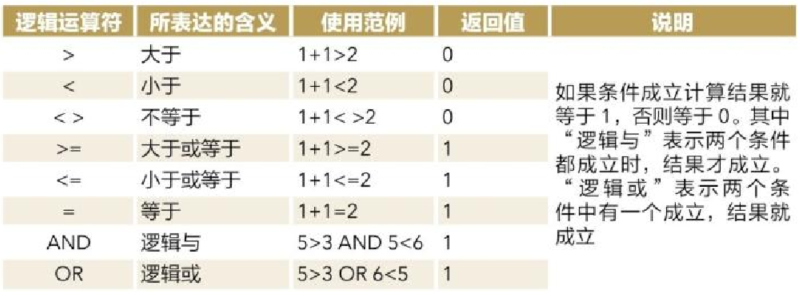 逻辑运算符 所表达的含义 使用范例 返回值 说明
> 大于 1+1>2 0
< 小于 1+1<2 0
< > 不等于 1+1< >2 0
>= 大于或等于 1+1>=2 1
<= 小于或等于 1+1<=2 1
= 等于 1+1=2 1
AND 逻辑与 5>3 AND 5<6 1
OR 逻辑或 5>3 OR 6<5 1
如果条件成立计算结果就
等于1，否则等于0。其中
“逻辑与”表示两个条件
都成立时，结果才成立。
“逻辑或”表示两个条
件中有一个成立，结果就
成立